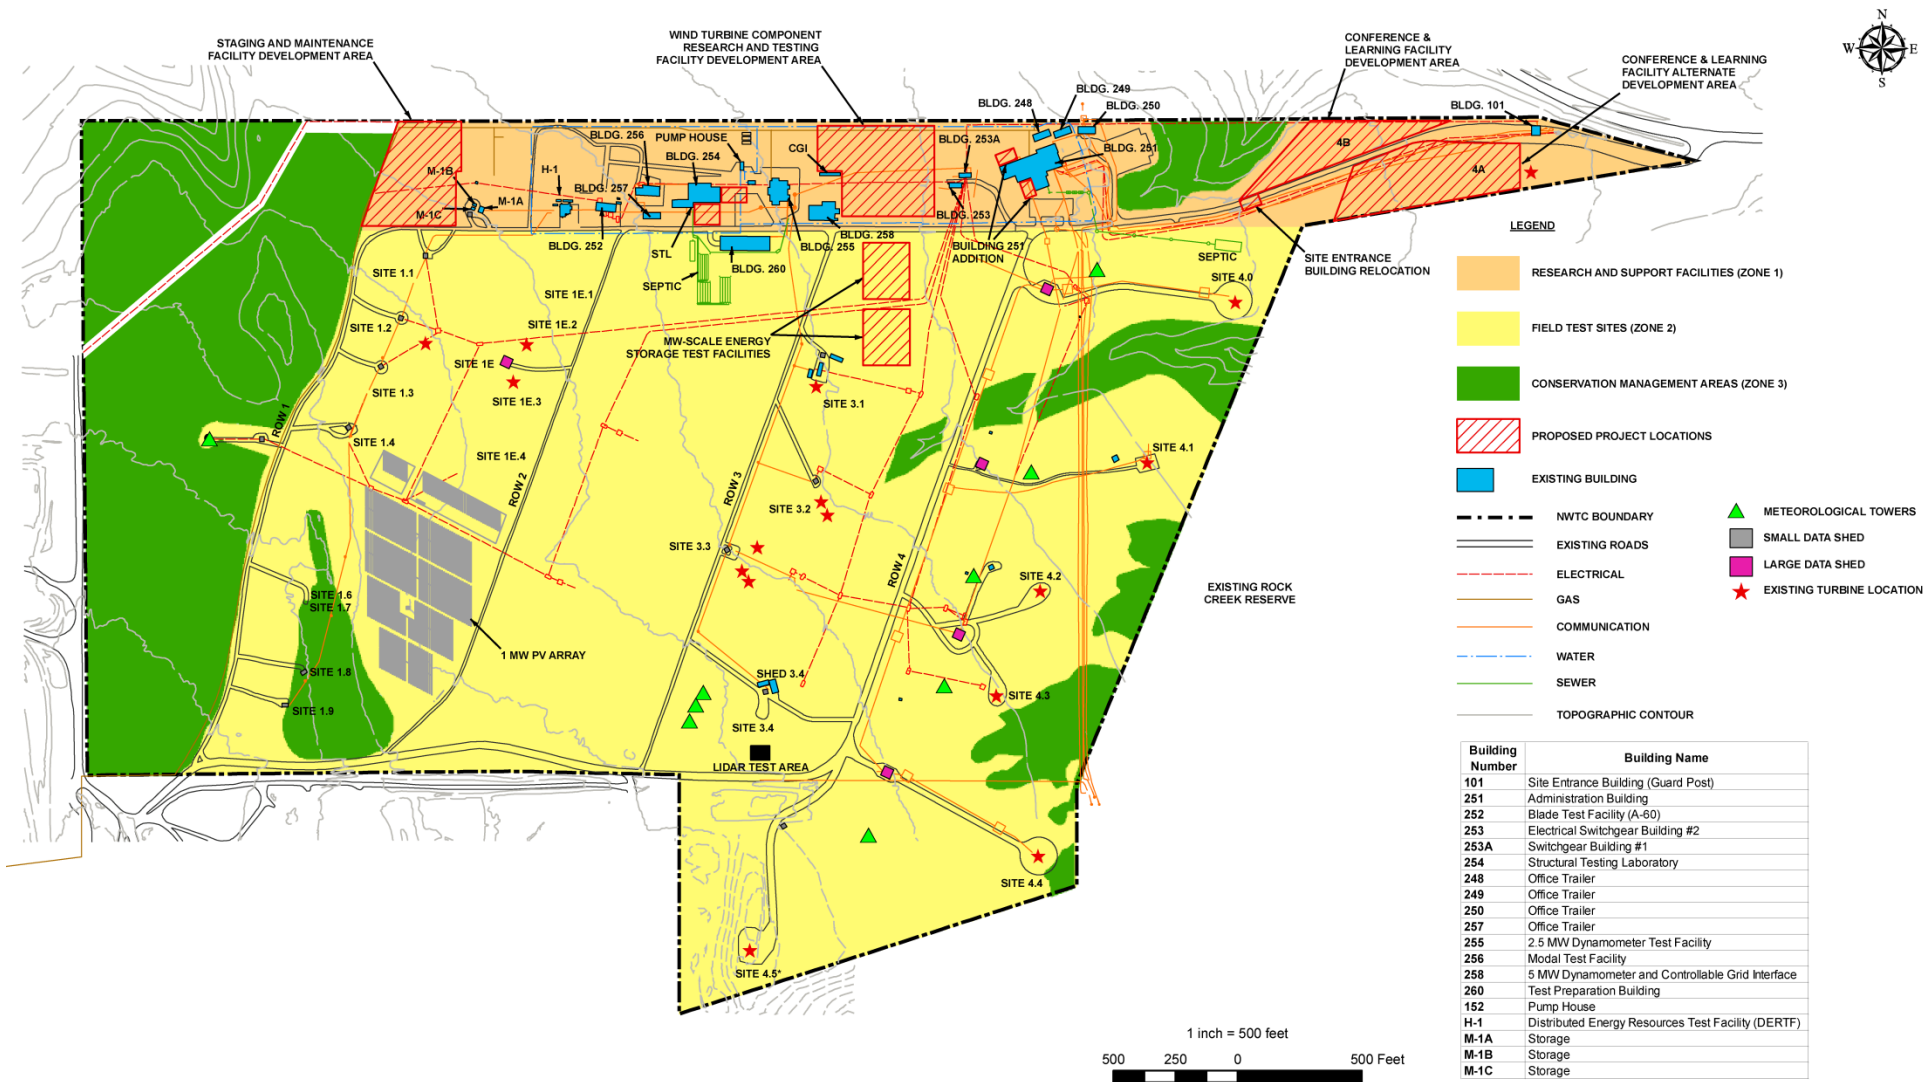 N
W E
S
STAGING AND MAINTENANCE
FACILITY DEVELOPMENT AREA
WIND TURBINE COMPONENT
RESEARCH AND TESTING
FACILITY DEVELOPMENT AREA
CONFERENCE &
LEARNING FACILITY
DEVELOPMENT AREA
CONFERENCE & LEARNING
FACILITY ALTERNATE
DEVELOPMENT AREA
BLDG. 248
BLDG. 249
BLDG. 250
BLDG. 101
BLDG. 256
PUMP HOUSE
BLDG. 254
CGI
BLDG. 253A
BLDG. 251
4B
4A
M-1B
M-1A
M-1C
H-1
BLDG. 257
BLDG. 252
STL
BLDG. 260
BLDG. 255
BLDG. 258
BLDG. 253
BUILDING 251
ADDITION
SEPTIC
SEPTIC
SITE ENTRANCE
BUILDING RELOCATION
SITE 4.0
SITE 1.1
SITE 1E.1
SITE 1.2
SITE 1E.2
SITE 1E
MW-SCALE ENERGY
STORAGE TEST FACILITIES
SITE 1.3
SITE 1E.3
SITE 3.1
ROW 1
SITE 1.4
SITE 1E.4
SITE 4.1
ROW 2
ROW 3
SITE 3.2
SITE 3.3
ROW 4
SITE 4.2
SITE 1.6
SITE 1.7
1 MW PV ARRAY
SITE 1.8
SHED 3.4
SITE 4.3
SITE 1.9
SITE 3.4
LIDAR TEST AREA
SITE 4.4
SITE 4.5*
EXISTING ROCK
CREEK RESERVE
LEGEND
RESEARCH AND SUPPORT FACILITIES (ZONE 1)
FIELD TEST SITES (ZONE 2)
CONSERVATION MANAGEMENT AREAS (ZONE 3)
PROPOSED PROJECT LOCATIONS
EXISTING BUILDING
NWTC BOUNDARY
EXISTING ROADS
ELECTRICAL
GAS
COMMUNICATION
WATER
SEWER
TOPOGRAPHIC CONTOUR
METEOROLOGICAL TOWERS
SMALL DATA SHED
LARGE DATA SHED
EXISTING TURBINE LOCATION
Building Number Building Name
101 Site Entrance Building (Guard Post)
251 Administration Building
252 Blade Test Facility (A-60)
253 Electrical Switchgear Building #2
253A Switchgear Building #1
254 Structural Testing Laboratory
248 Office Trailer
249 Office Trailer
250 Office Trailer
257 Office Trailer
255 2.5 MW Dynamometer Test Facility
256 Modal Test Facility
258 5 MW Dynamometer and Controllable Grid Interface
260 Test Preparation Building
152 Pump House
H-1 Distributed Energy Resources Test Facility (DERTF)
M-1A Storage
M-1B Storage
M-1C Storage
1 inch = 500 feet
500 250 0 500 Feet